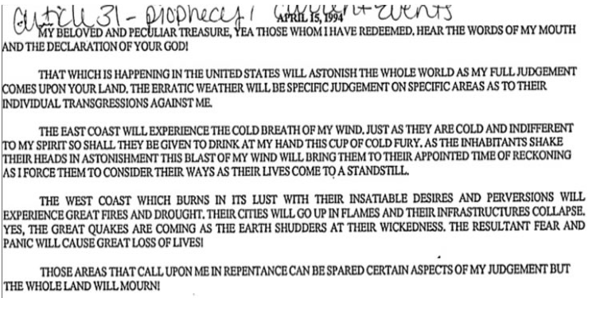 article 31 - prophecy / Current Events
APRIL 15, 1994
MY BELOVED AND PECULIAR TREASURE, YEA THOSE WHOM I HAVE REDEEMED. HEAR THE WORDS OF MY MOUTH
AND THE DECLARATION OF YOUR GOD!
THAT WHICH IS HAPPENING IN THE UNITED STATES WILL ASTONISH THE WHOLE WORLD AS MY FULL JUDGEMENT
COMES UPON YOUR LAND. THE ERRATIC WEATHER WILL BE SPECIFIC JUDGEMENT ON SPECIFIC AREAS AS TO THEIR
INDIVIDUAL TRANSGRESSIONS AGAINST ME.
THE EAST COAST WILL EXPERIENCE THE COLD BREATH OF MY WIND. JUST AS THEY ARE COLD AND INDIFFERENT
TO MY SPIRIT SO SHALL THEY BE GIVEN TO DRINK AT MY HAND THIS CUP OF COLD FURY. AS THE INHABITANTS SHAKE
THEIR HEADS IN ASTONISHMENT THIS BLAST OF MY WIND WILL BRING THEM TO THEIR APPOINTED TIME OF RECKONING
AS I FORCE THEM TO CONSIDER THEIR WAYS AS THEIR LIVES COME TO A STANDSTILL.
THE WEST COAST WHICH BURNS IN ITS LUST WITH THEIR INSATIABLE DESIRES AND PERVERSIONS WILL
EXPERIENCE GREAT FIRES AND DROUGHT. THEIR CITIES WILL GO UP IN FLAMES AND THEIR INFRASTRUCTURES COLLAPSE.
YES, THE GREAT QUAKES ARE COMING AS THE EARTH SHUDDERS AT THEIR WICKEDNESS. THE RESULTANT FEAR AND
PANIC WILL CAUSE GREAT LOSS OF LIVES!
THOSE AREAS THAT CALL UPON ME IN REPENTANCE CAN BE SPARED CERTAIN ASPECTS OF MY JUDGEMENT BUT
THE WHOLE LAND WILL MOURN!